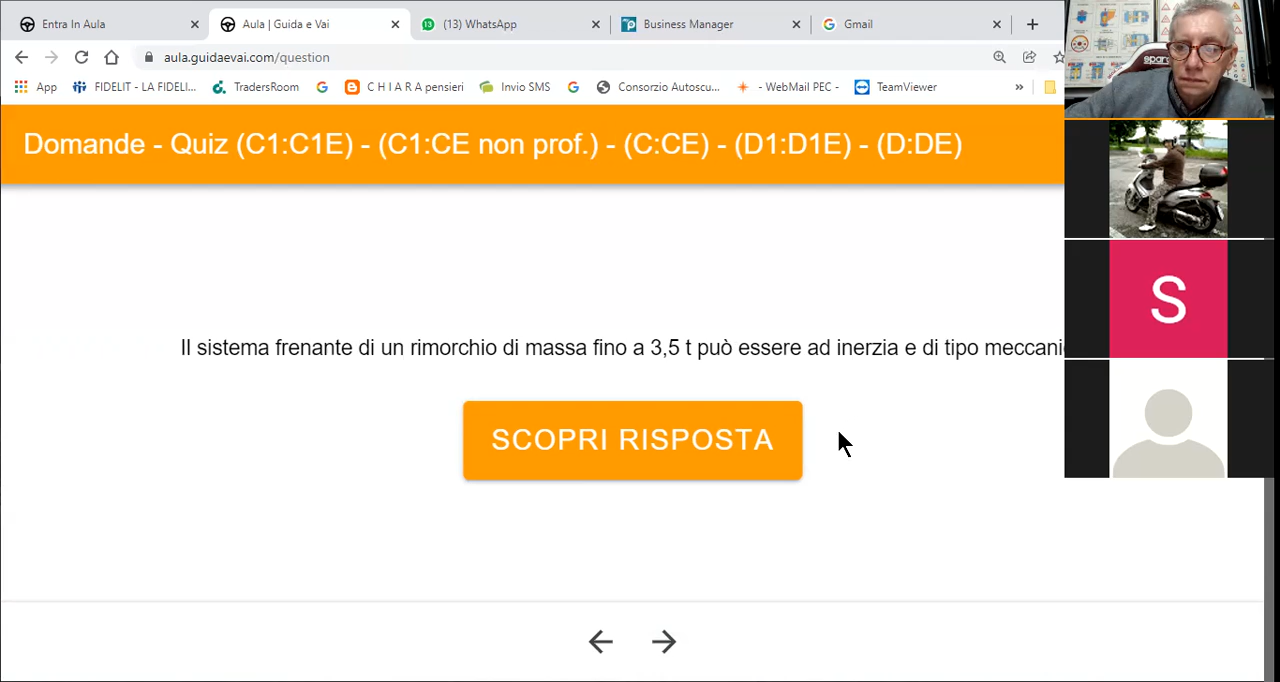 Entra In Aula
Aula | Guida e Vai
13
(13) WhatsApp
Business Manager
Gmail
aula.guidaevai.com/question
App
FIDELIT - LA FIDELI...
TradersRoom
C H I A R A pensieri
Invio SMS
Consorzio Autoscu...
- WebMail PEC -
TeamViewer
»
Domande - Quiz (C1:C1E) - (C1:CE non prof.) - (C:CE) - (D1:D1E) - (D:DE)
Il sistema frenante di un rimorchio di massa fino a 3,5 t può essere ad inerzia e di tipo meccani
SCOPRI RISPOSTA
S